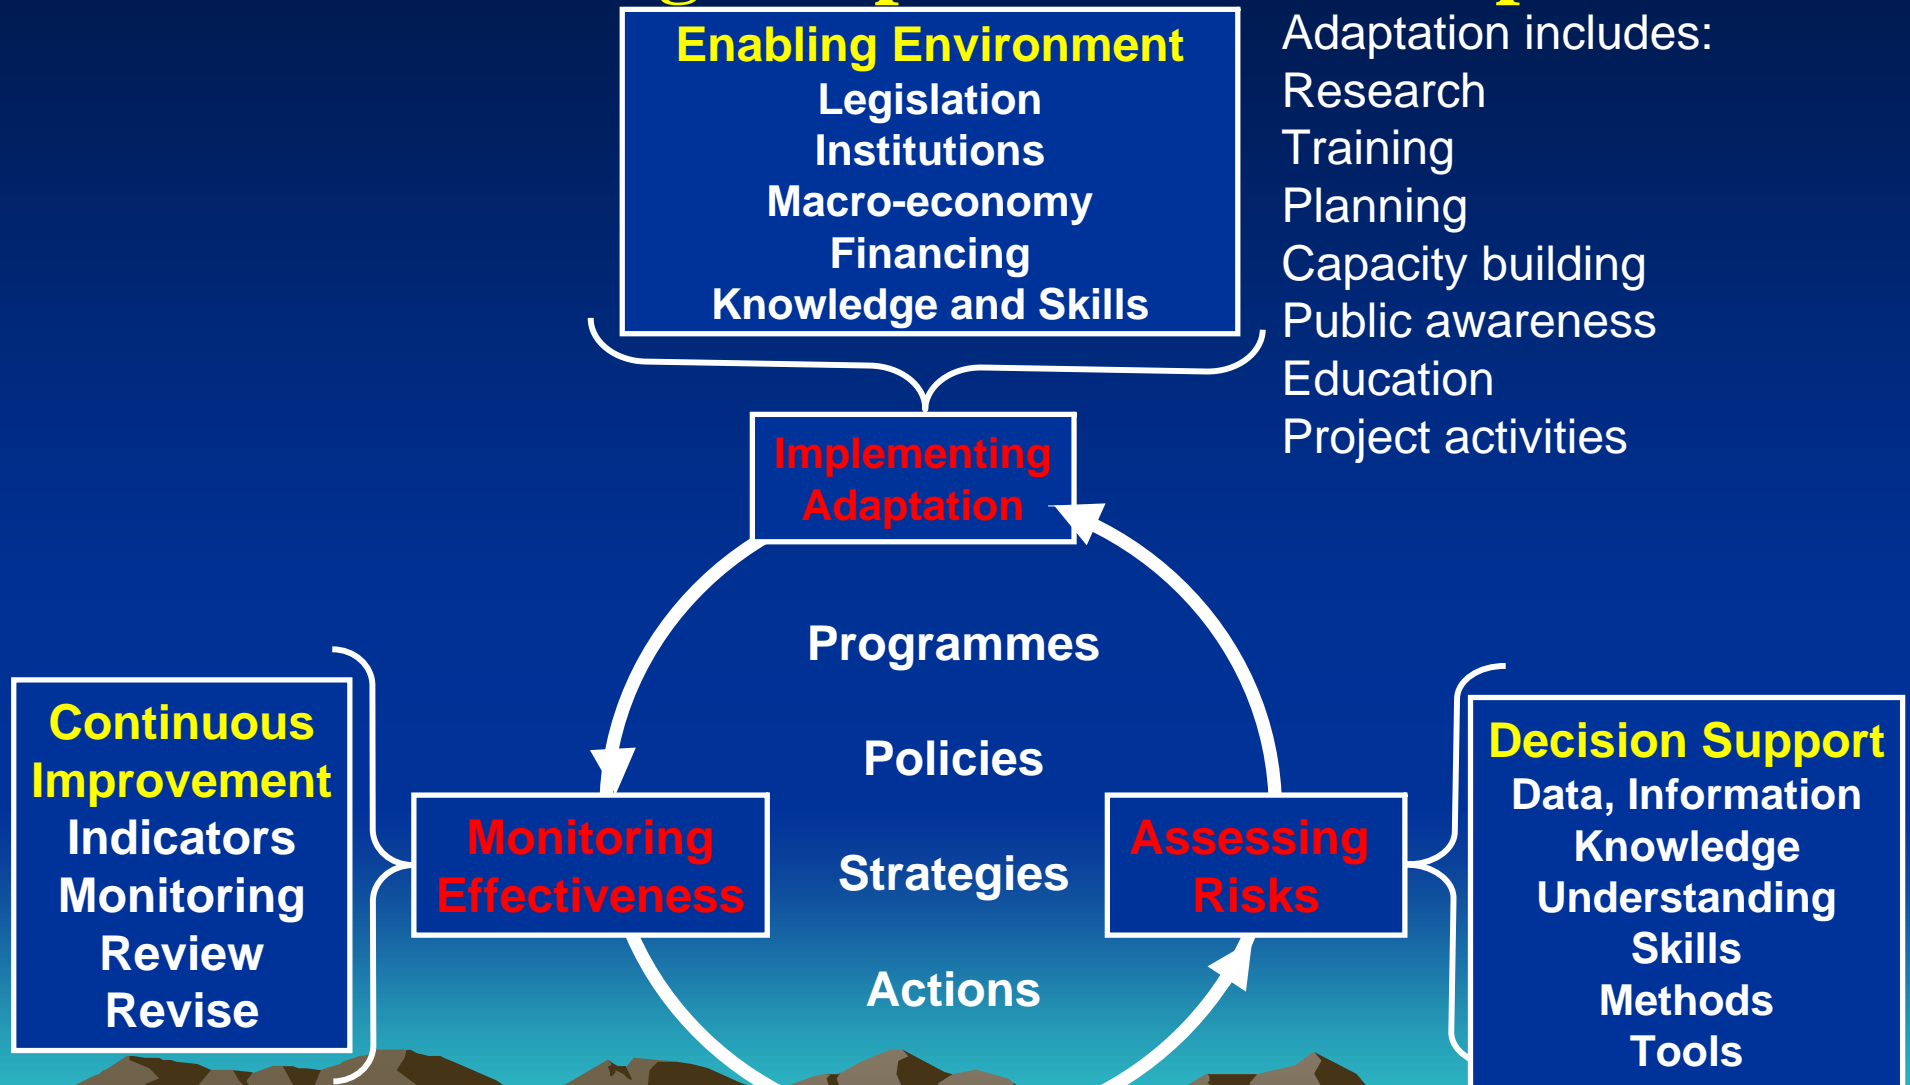 Enabling Environment
Legislation
Institutions
Macro-economy
Financing
Knowledge and Skills
Adaptation includes:
Research
Training
Planning
Capacity building
Public awareness
Education
Project activities
Implementing
Adaptation
Programmes
Policies
Strategies
Actions
Continuous
Improvement
Indicators
Monitoring
Review
Revise
Monitoring
Effectiveness
Assessing
Risks
Decision Support
Data, Information
Knowledge
Understanding
Skills
Methods
Tools